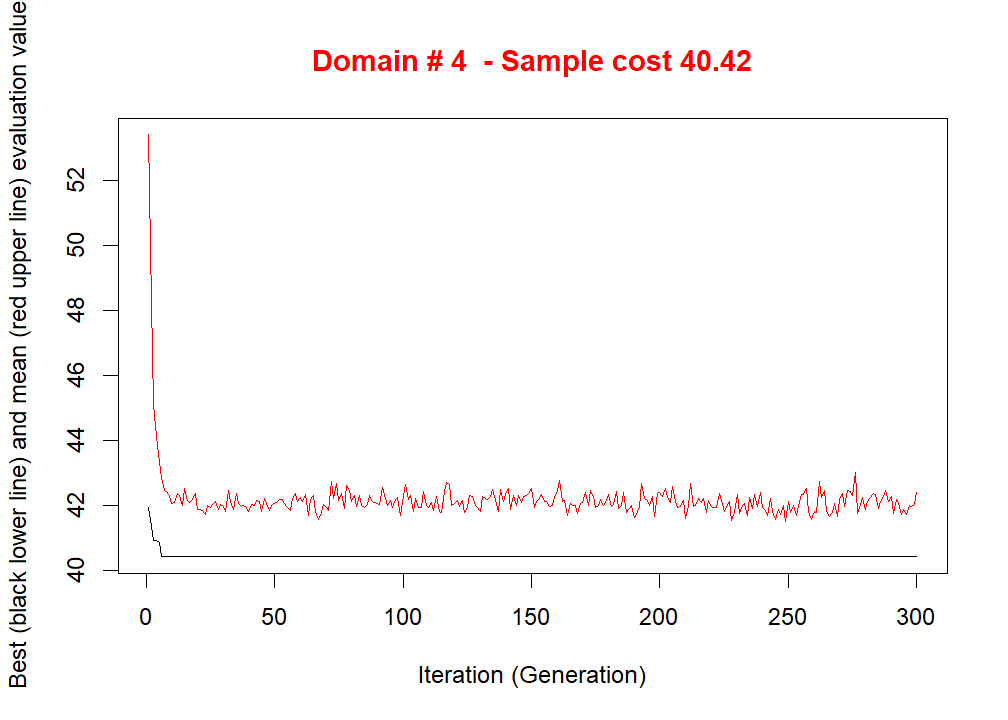 Domain # 4  - Sample cost 40.42
Best (black lower line) and mean (red upper line) evaluation value
52
50
48
46
44
42
40
0 50 100 150 200 250 300
Iteration (Generation)